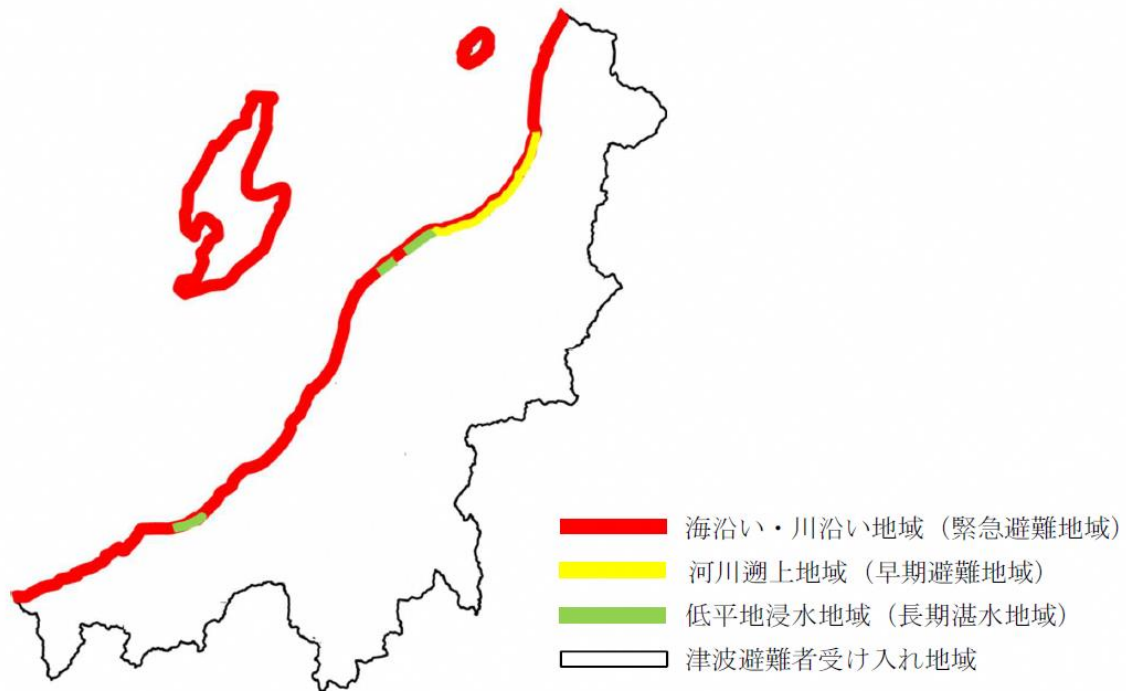 海沿い・川沿い地域（緊急避難地域）
河川遡上地域（早期避難地域）
低平地浸水地域（長期湛水地域）
津波避難者受け入れ地域